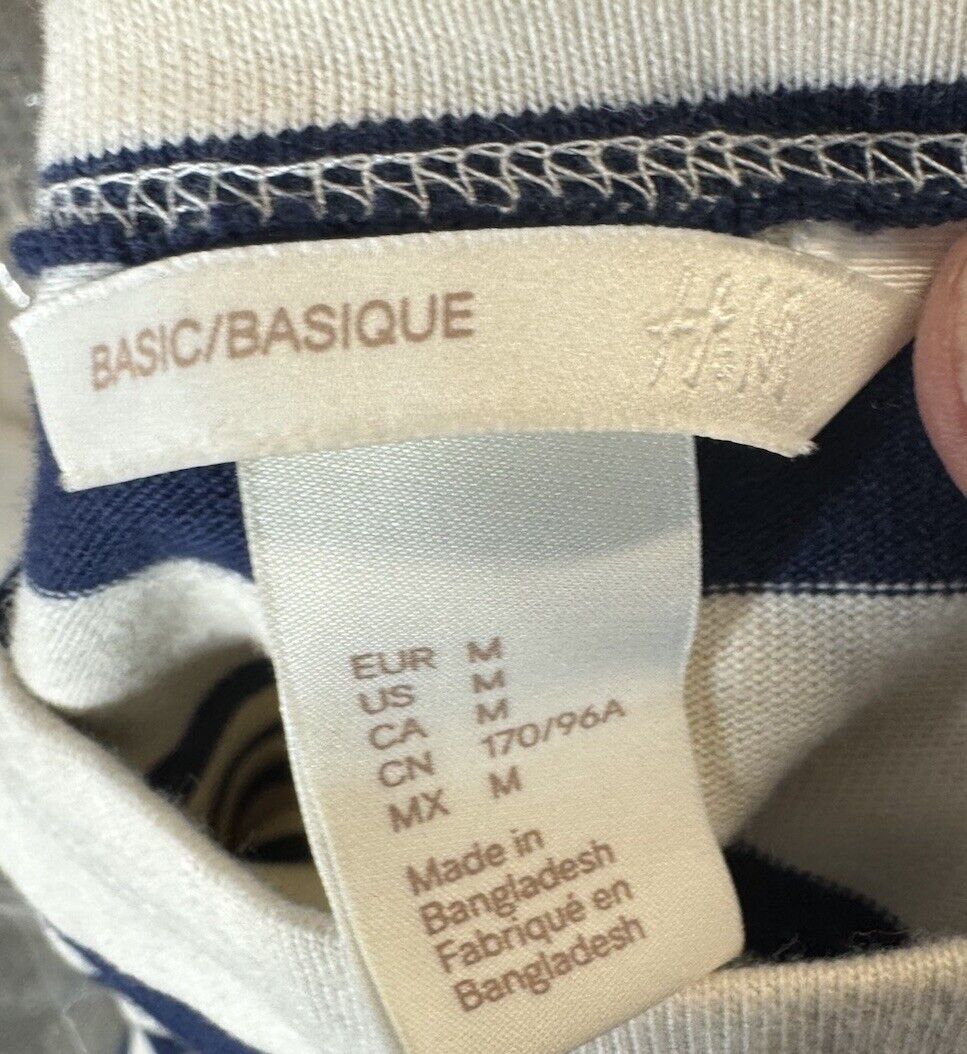 BASIC/BASIQUE
H&M
EUR M
US M
CA M
CN 170/96A
MX M
Made in
Bangladesh
Fabriqué en
Bangladesh